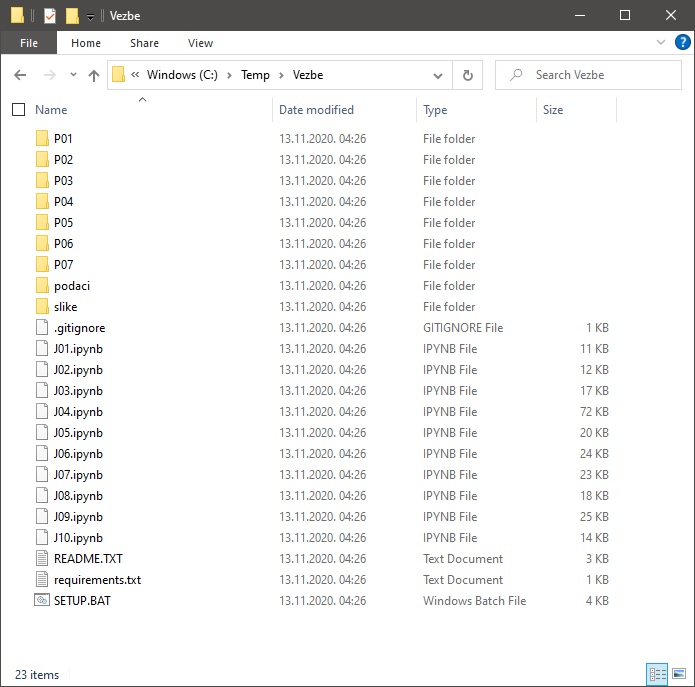 Vezbe
File Home Share View
« Windows (C:) › Temp › Vezbe Search Vezbe
Name Date modified Type Size
P01 13.11.2020. 04:26 File folder
P02 13.11.2020. 04:26 File folder
P03 13.11.2020. 04:26 File folder
P04 13.11.2020. 04:26 File folder
P05 13.11.2020. 04:26 File folder
P06 13.11.2020. 04:26 File folder
P07 13.11.2020. 04:26 File folder
podaci 13.11.2020. 04:26 File folder
slike 13.11.2020. 04:26 File folder
.gitignore 13.11.2020. 04:26 GITIGNORE File 1 KB
J01.ipynb 13.11.2020. 04:26 IPYNB File 11 KB
J02.ipynb 13.11.2020. 04:26 IPYNB File 12 KB
J03.ipynb 13.11.2020. 04:26 IPYNB File 17 KB
J04.ipynb 13.11.2020. 04:26 IPYNB File 72 KB
J05.ipynb 13.11.2020. 04:26 IPYNB File 20 KB
J06.ipynb 13.11.2020. 04:26 IPYNB File 24 KB
J07.ipynb 13.11.2020. 04:26 IPYNB File 23 KB
J08.ipynb 13.11.2020. 04:26 IPYNB File 18 KB
J09.ipynb 13.11.2020. 04:26 IPYNB File 25 KB
J10.ipynb 13.11.2020. 04:26 IPYNB File 14 KB
README.TXT 13.11.2020. 04:26 Text Document 3 KB
requirements.txt 13.11.2020. 04:26 Text Document 1 KB
SETUP.BAT 13.11.2020. 04:26 Windows Batch File 4 KB
23 items